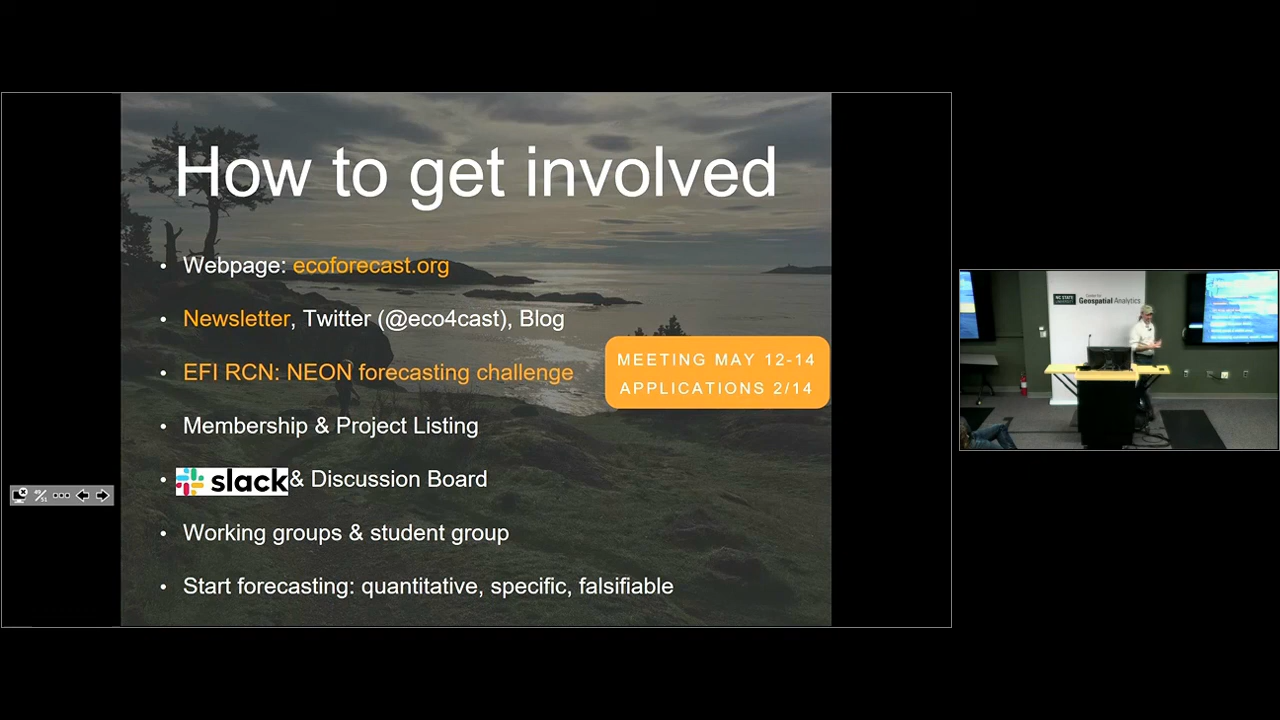 How to get involved
• Webpage: ecoforecast.org
• Newsletter, Twitter (@eco4cast), Blog
• EFI RCN: NEON forecasting challenge
MEETING MAY 12-14
APPLICATIONS 2/14
• Membership & Project Listing
• slack & Discussion Board
• Working groups & student group
• Start forecasting: quantitative, specific, falsifiable
NC STATE
Geospatial Analytics